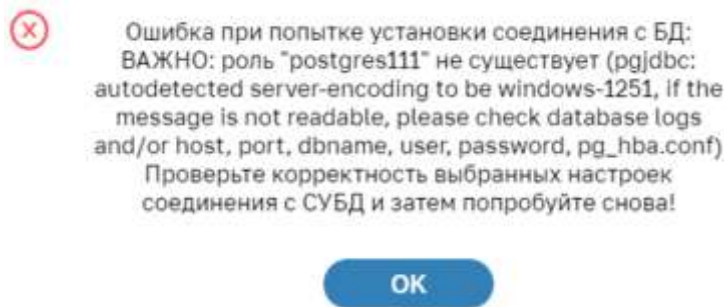 Ошибка при попытке установки соединения с БД:
ВАЖНО: роль "postgres111" не существует (pgjdbc:
autodetected server-encoding to be windows-1251, if the
message is not readable, please check database logs
and/or host, port, dbname, user, password, pg_hba.conf)
Проверьте корректность выбранных настроек
соединения с СУБД и затем попробуйте снова!
OK